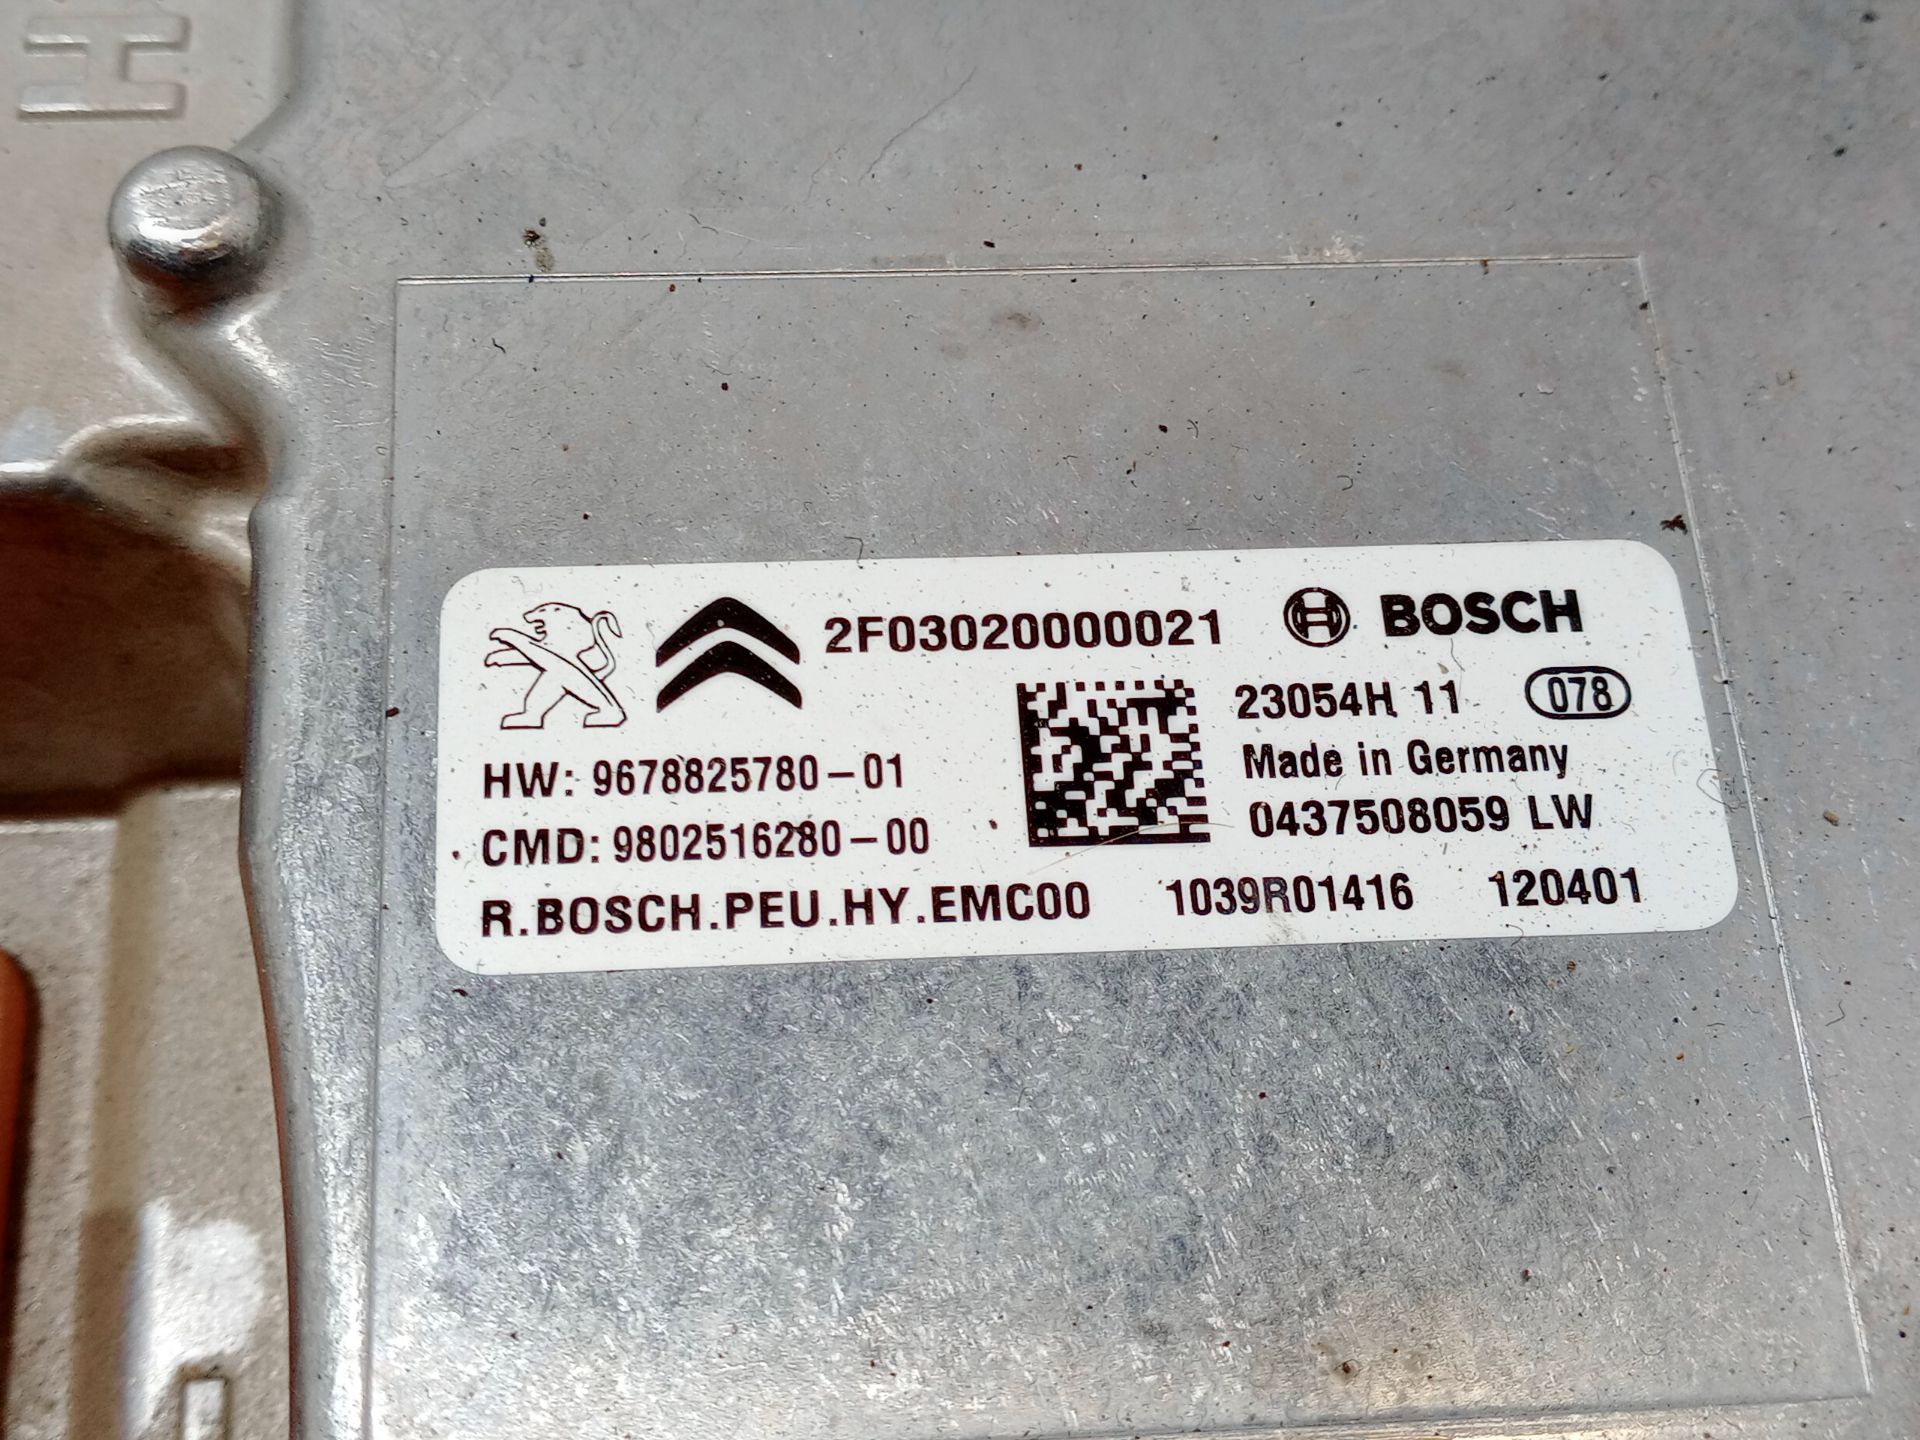 2F03020000021 BOSCH
23054H 11 078
HW: 9678825780-01 Made in Germany
CMD: 9802516280-00 0437508059 LW
R.BOSCH.PEU.HY.EMC00 1039R01416 120401